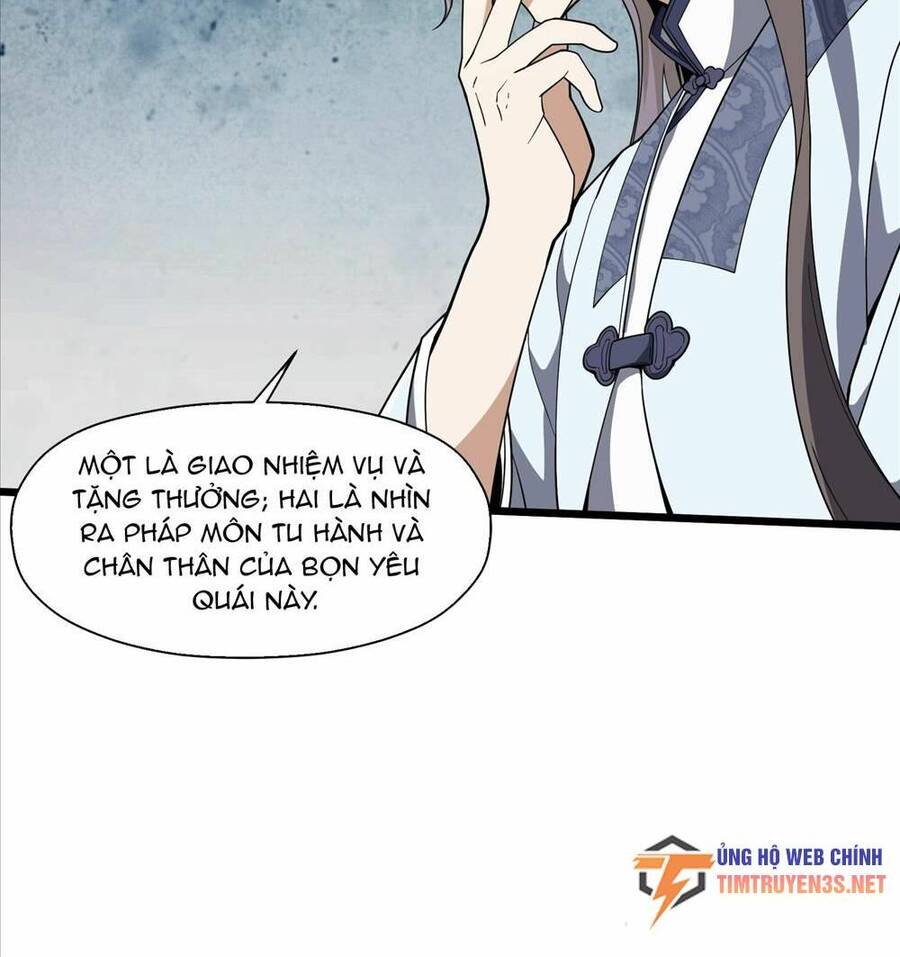 MỘT LÀ GIAO NHIỆM VỤ VÀ
TẶNG THƯỞNG; HAI LÀ NHÌN
RA PHÁP MÔN TU HÀNH VÀ
CHÂN THÂN CỦA BỌN YÊU
QUÁI NÀY.
ỦNG HỘ WEB CHÍNH
TIMTRUYEN3S.NET